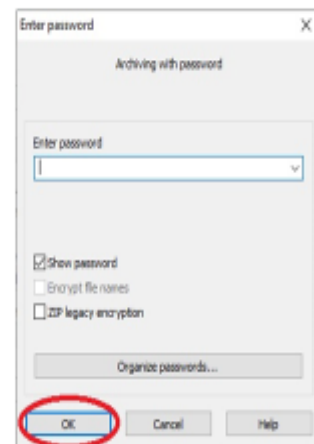 Enter password
Archiving with password
Enter password
Show password
Encrypt file names
ZIP legacy encryption
Organize passwords...
OK Cancel Help